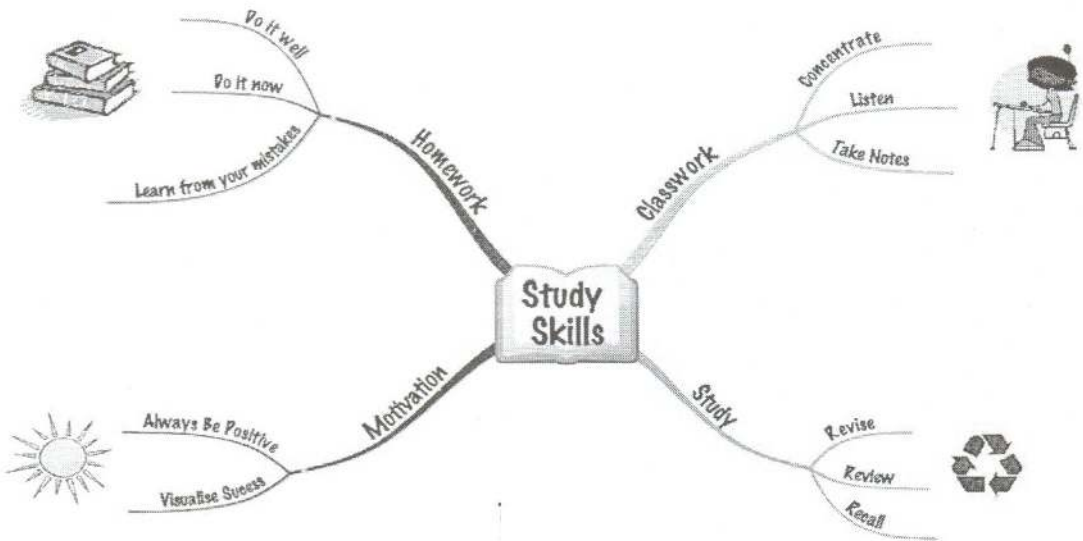 Do it well
Do it now
Learn from your mistakes
Homework
Concentrate
Listen
Take Notes
Classwork
Study
Skills
Motivation
Always Be Positive
Visualise Sucess
Study
Revise
Review
Recall